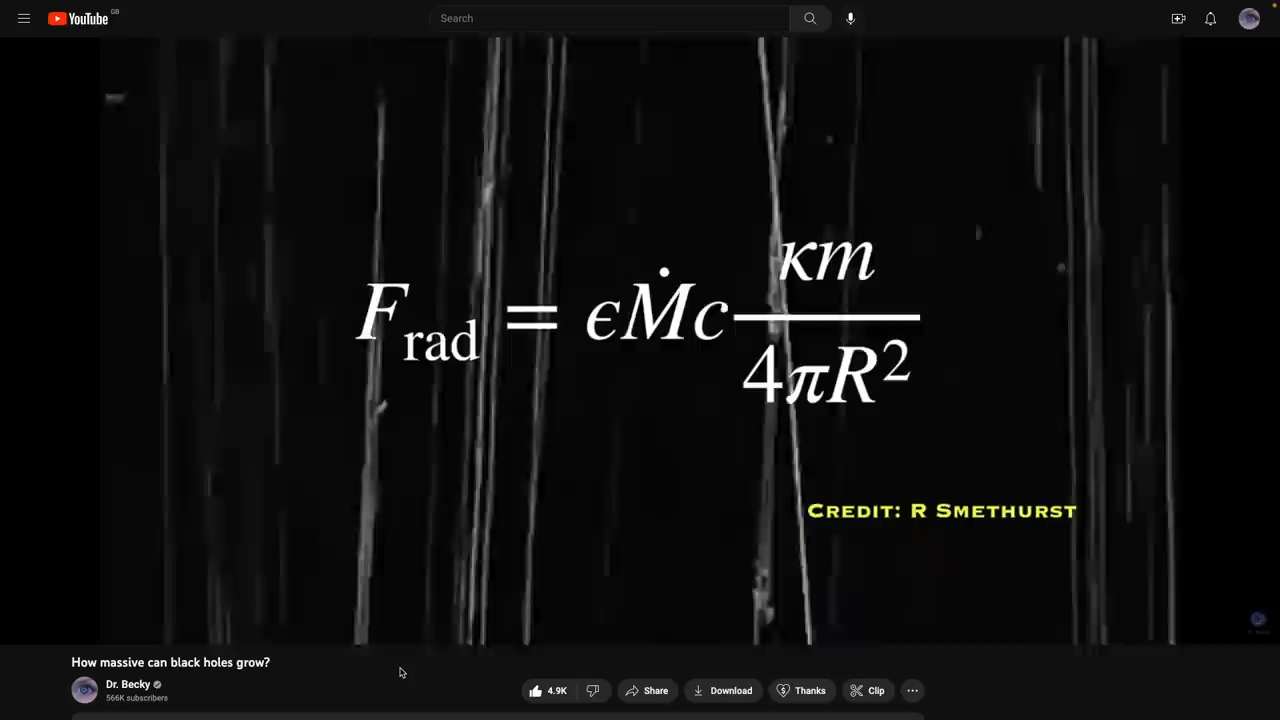 YouTube GB
Search
F_rad = ϵṀc κm / 4πR²
CREDIT: R SMETHURST
How massive can black holes grow?
Dr. Becky
566K subscribers
4.9K Share Download Thanks Clip ...